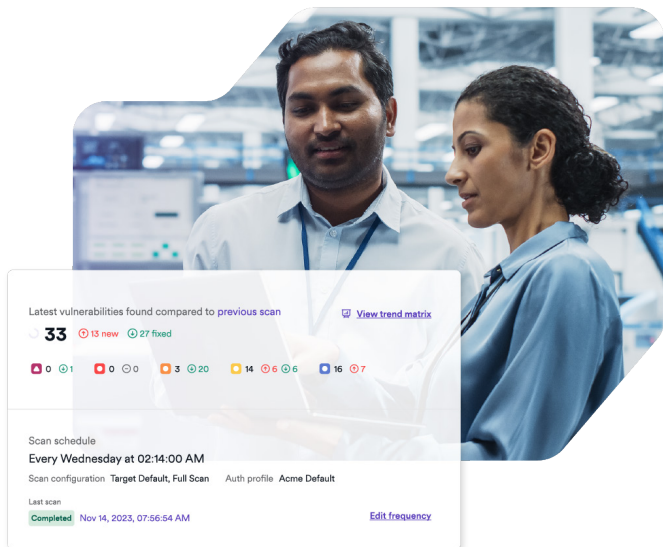 Latest vulnerabilities found compared to previous scan
View trend matrix
33 13 new 27 fixed
0 1 0 0 3 20 14 6 6 16 7
Scan schedule
Every Wednesday at 02:14:00 AM
Scan configuration Target Default, Full Scan Auth profile Acme Default
Last scan
Completed Nov 14, 2023, 07:56:54 AM
Edit frequency